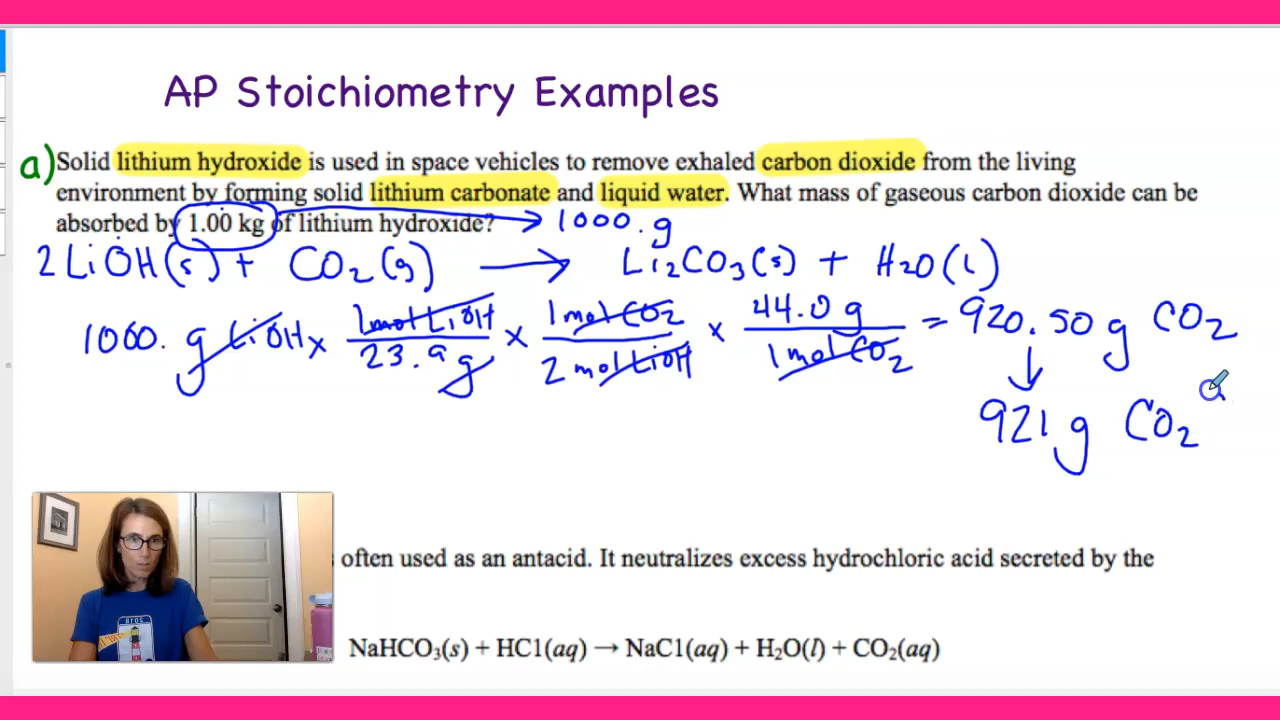 AP Stoichiometry Examples
a) Solid lithium hydroxide is used in space vehicles to remove exhaled carbon dioxide from the living
environment by forming solid lithium carbonate and liquid water. What mass of gaseous carbon dioxide can be
absorbed by 1.00 kg of lithium hydroxide? → 1000. g
2 LiOH(s) + CO2(g) → Li2CO3(s) + H2O(l)
1000. g LiOH x 1 mol LiOH / 23.9 g x 1 mol CO2 / 2 mol LiOH x 44.0 g / 1 mol CO2 = 920.50 g CO2
↓
921 g CO2 a
often used as an antacid. It neutralizes excess hydrochloric acid secreted by the
NaHCO3(s) + HC1(aq) → NaC1(aq) + H2O(l) + CO2(aq)